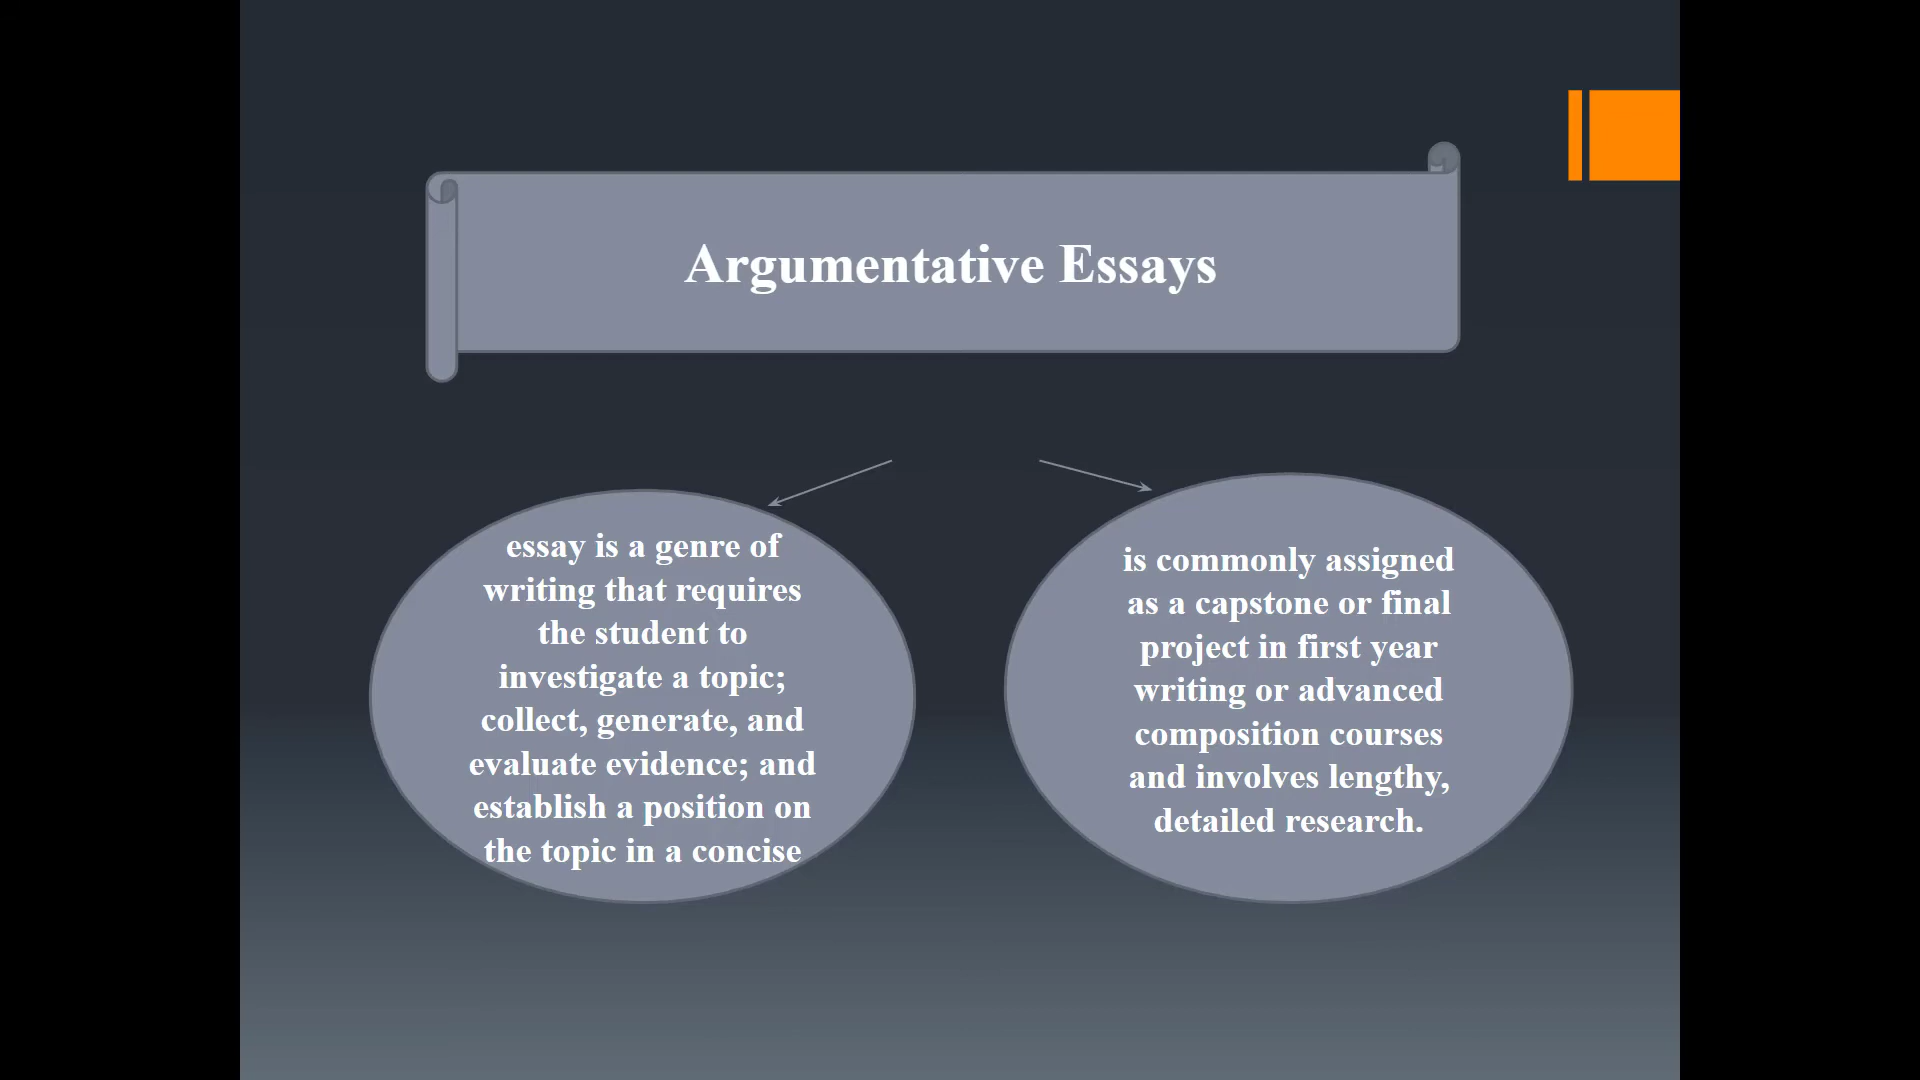 Argumentative Essays
essay is a genre of
writing that requires
the student to
investigate a topic;
collect, generate, and
evaluate evidence; and
establish a position on
the topic in a concise
is commonly assigned
as a capstone or final
project in first year
writing or advanced
composition courses
and involves lengthy,
detailed research.